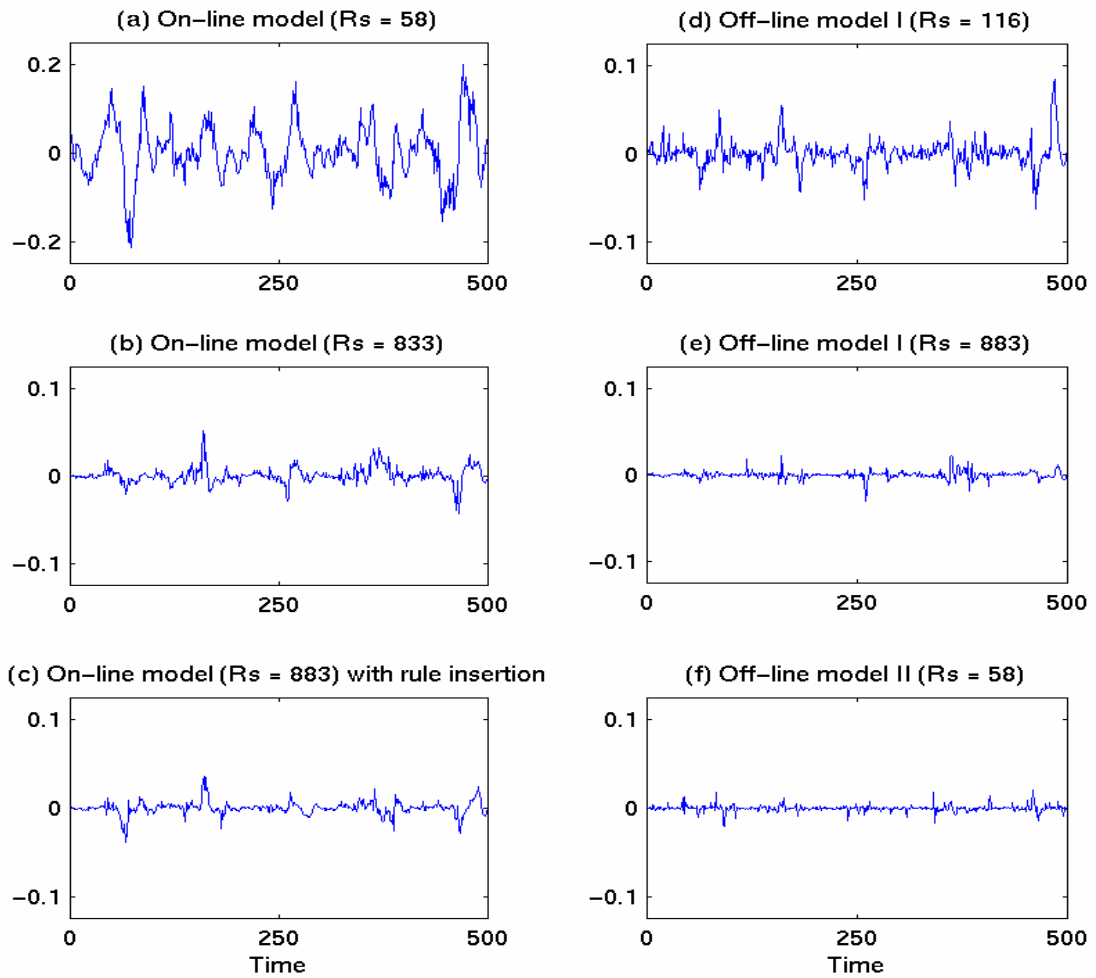 (a) On-line model (Rs = 58)
0.2
0
-0.2
0 250 500
(b) On-line model (Rs = 833)
0.1
0
-0.1
0 250 500
(c) On-line model (Rs = 883) with rule insertion
0.1
0
-0.1
0 250 500
Time
(d) Off-line model I (Rs = 116)
0.1
0
-0.1
0 250 500
(e) Off-line model I (Rs = 883)
0.1
0
-0.1
0 250 500
(f) Off-line model II (Rs = 58)
0.1
0
-0.1
0 250 500
Time